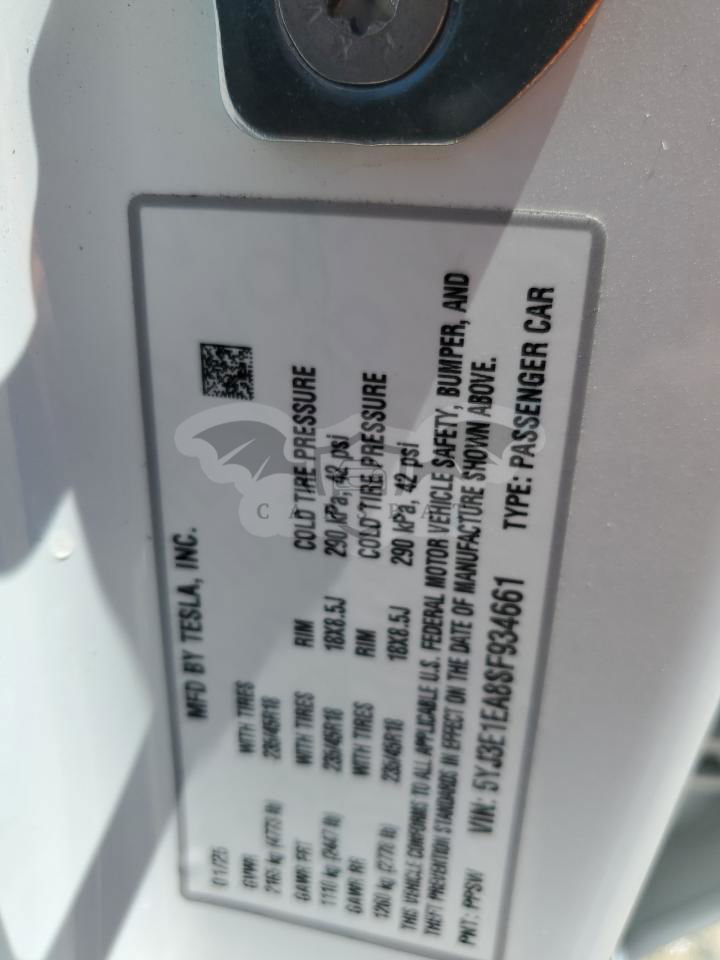 MFD BY TESLA, INC.
01/25
GVWR
2165 kg (4773 lb)
WITH TIRES
235/45R18
RIM
18X8.5J
COLD TIRE PRESSURE
290 kPa, 42 psi
GAWR FRT
1110 kg (2447 lb)
WITH TIRES
235/45R18
RIM
18X8.5J
COLD TIRE PRESSURE
290 kPa, 42 psi
GAWR RR
1260 kg (2778 lb)
THIS VEHICLE CONFORMS TO ALL APPLICABLE U.S. FEDERAL MOTOR VEHICLE SAFETY, BUMPER, AND
THEFT PREVENTION STANDARDS IN EFFECT ON THE DATE OF MANUFACTURE SHOWN ABOVE.
PNT: PPSW VIN: 5YJ3E1EA8SF934661 TYPE: PASSENGER CAR